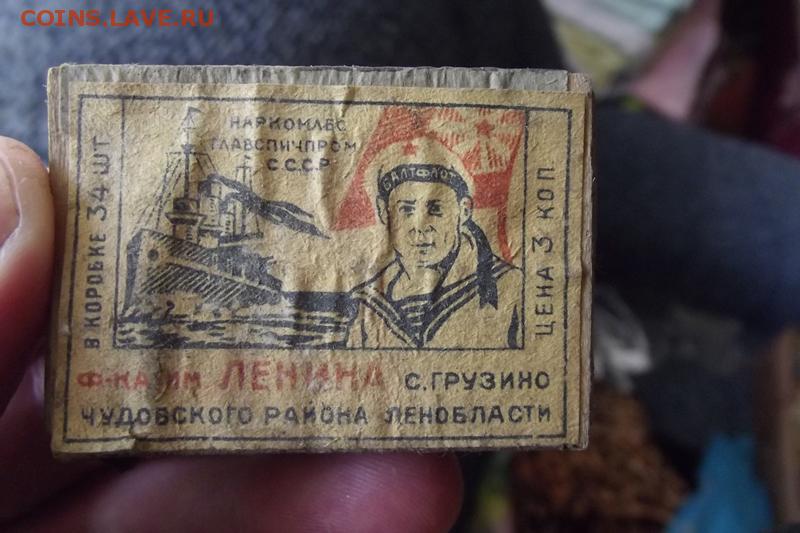 COINS.LAVE.RU
НАРКОМЛЕС
ГЛАВСПИЧПРОМ
С.С.С.Р
БАЛТФЛОТ
В КОРОБКЕ 34 ШТ.
ЦЕНА 3 КОП
Ф-КА ИМ ЛЕНИНА С. ГРУЗИНО
ЧУДОВСКОГО РАЙОНА ЛЕНОБЛАСТИ